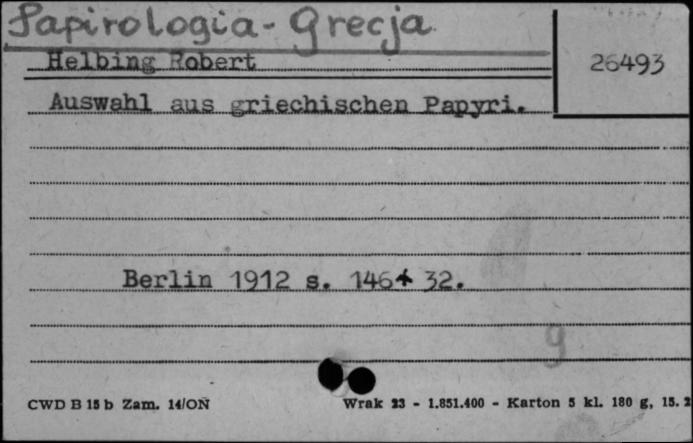 Papirologia - Grecja
Helbing Robert
26493
Auswahl aus griechischen Papyri.
Berlin 1912 s. 146+ 32.
g
CWD B 15 b Zam. 14/ON Wrak 23 - 1.851.400 - Karton 5 kl. 180 g, 15. 2